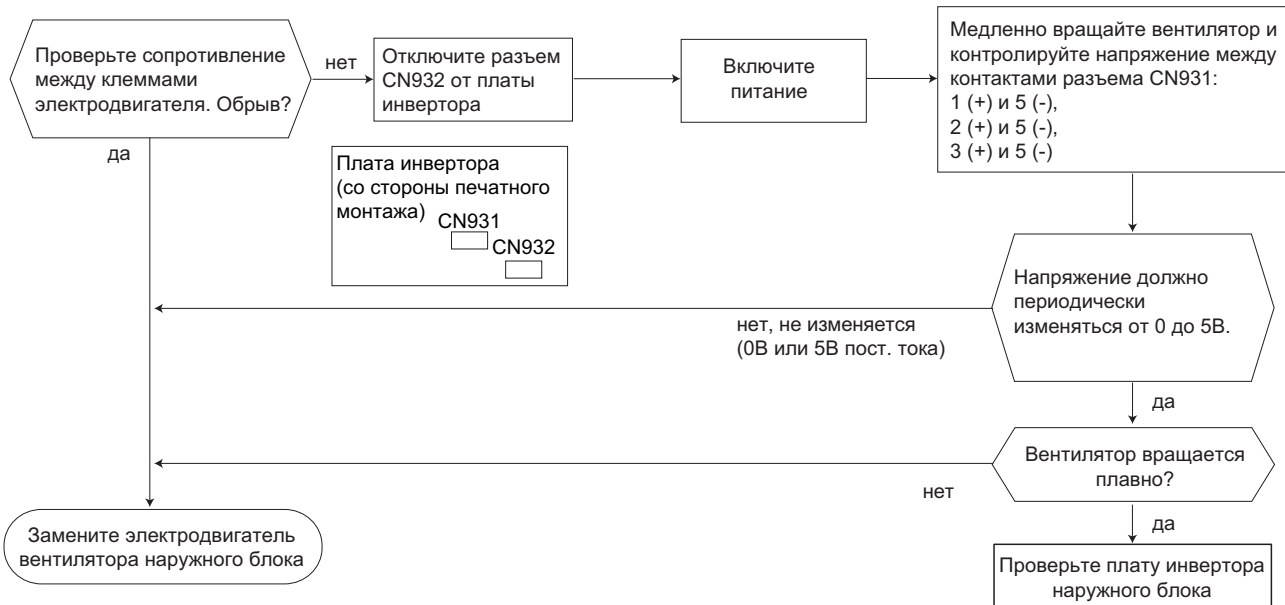 Проверьте сопротивление
между клеммами
электродвигателя. Обрыв?
нет
Отключите разъем
CN932 от платы
инвертора
Включите
питание
Медленно вращайте вентилятор и
контролируйте напряжение между
контактами разъема CN931:
1 (+) и 5 (-),
2 (+) и 5 (-),
3 (+) и 5 (-)
да
Плата инвертора
(со стороны печатного
монтажа)
CN931
CN932
Напряжение должно
периодически
изменяться от 0 до 5В.
нет, не изменяется
(0В или 5В пост. тока)
да
Вентилятор вращается
плавно?
нет
да
Замените электродвигатель
вентилятора наружного блока
Проверьте плату инвертора
наружного блока